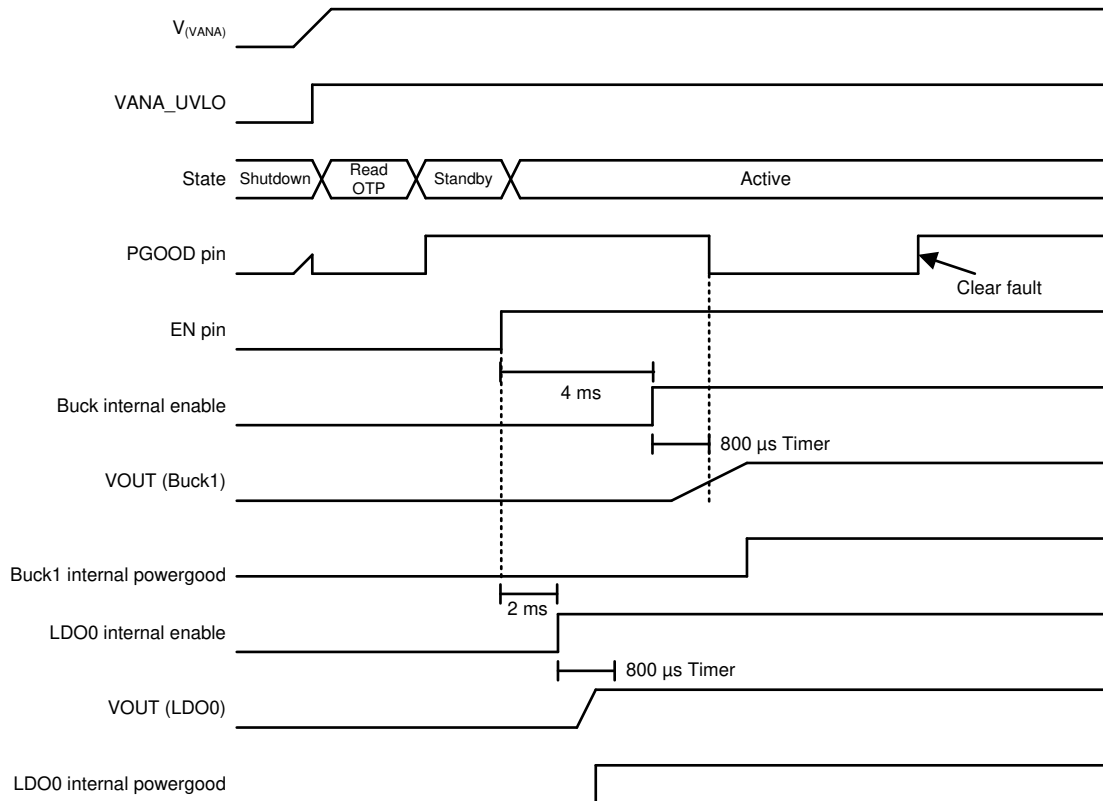 V(VANA)
VANA_UVLO
State
Shutdown
Read
OTP
Standby
Active
PGOOD pin
Clear fault
EN pin
4 ms
Buck internal enable
800 µs Timer
VOUT (Buck1)
Buck1 internal powergood
2 ms
LDO0 internal enable
800 µs Timer
VOUT (LDO0)
LDO0 internal powergood